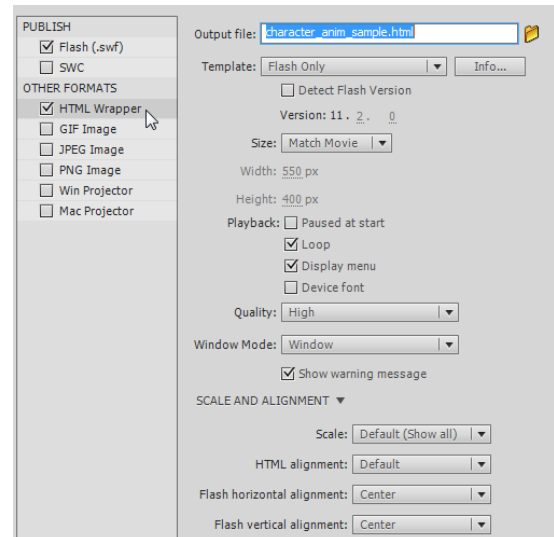 PUBLISH
Flash (.swf)
SWC
OTHER FORMATS
HTML Wrapper
GIF Image
JPEG Image
PNG Image
Win Projector
Mac Projector
Output file: character_anim_sample.html
Template: Flash Only Info...
Detect Flash Version
Version: 11 . 2 . 0
Size: Match Movie
Width: 550 px
Height: 400 px
Playback: Paused at start
Loop
Display menu
Device font
Quality: High
Window Mode: Window
Show warning message
SCALE AND ALIGNMENT
Scale: Default (Show all)
HTML alignment: Default
Flash horizontal alignment: Center
Flash vertical alignment: Center